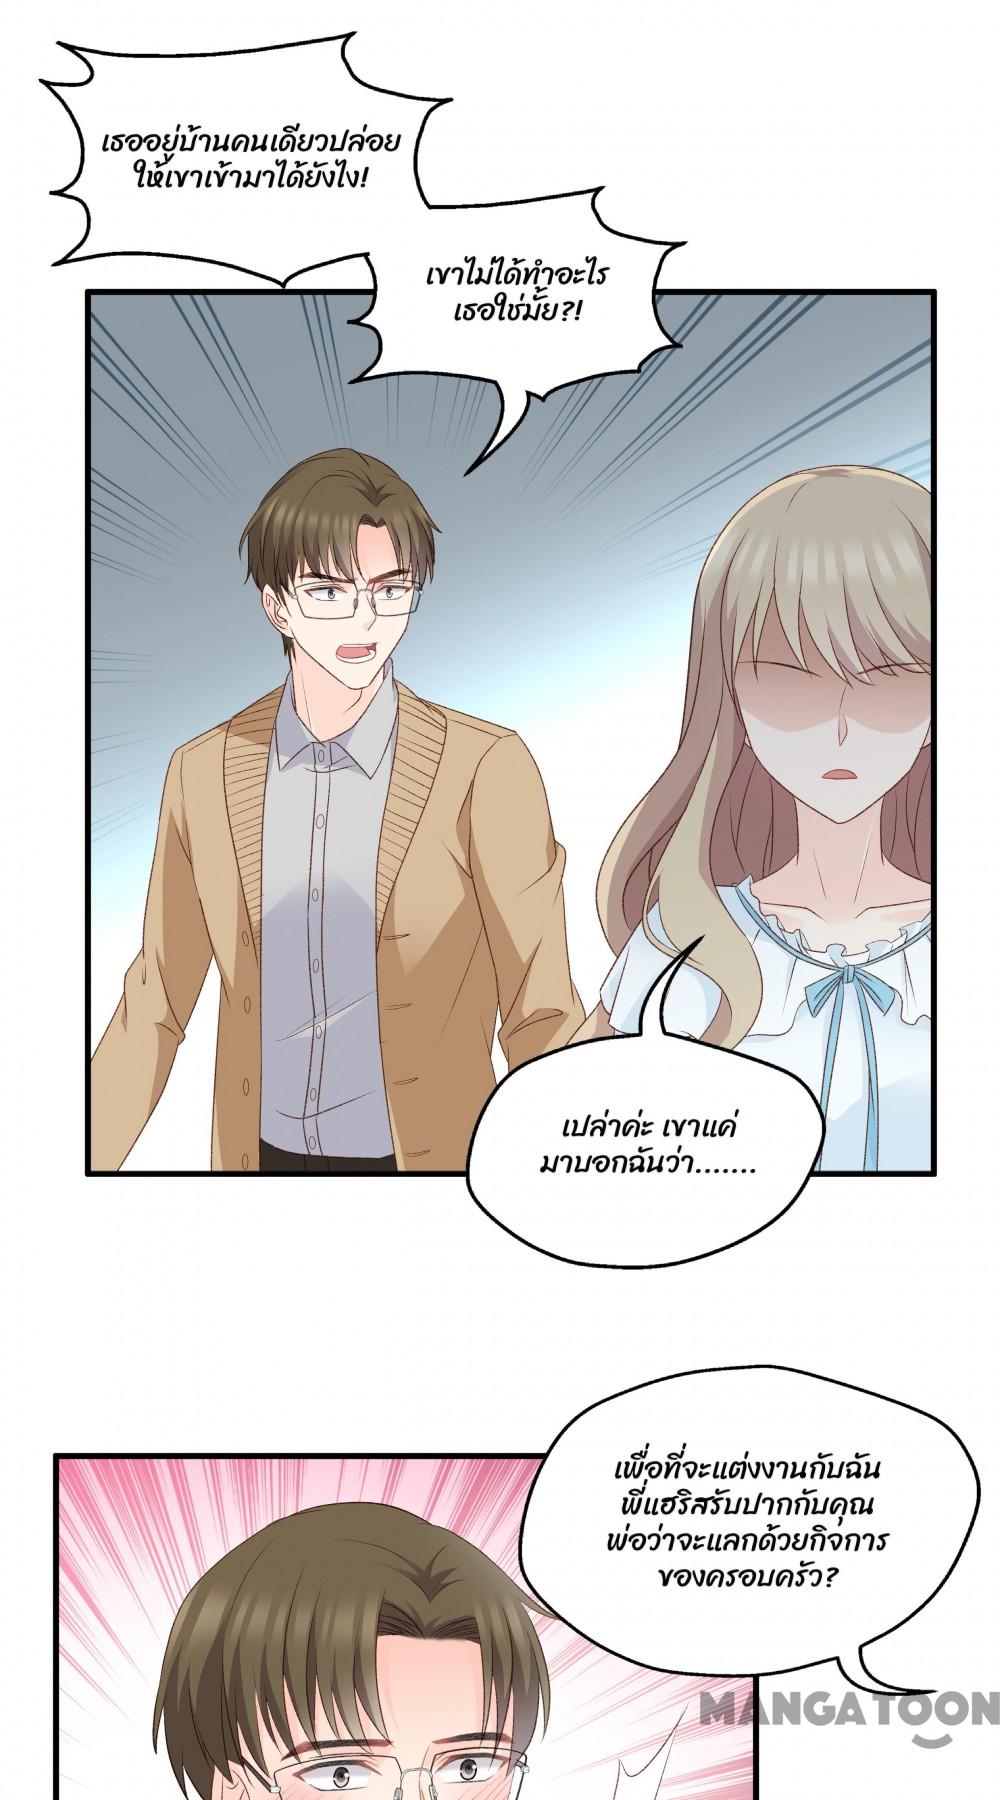 เธออยู่บ้านคนเดียวปล่อย
ให้เขาเข้ามาได้ยังไง!
เขาไม่ได้ทำอะไร
เธอใช่มั้ย?!
เปล่าค่ะ เขาแค่
มาบอกฉันว่า.......
เพื่อที่จะแต่งงานกับฉัน
พี่แฮริสรับปากกับคุณ
พ่อว่าจะแลกด้วยกิจการ
ของครอบครัว?
MANGATOON